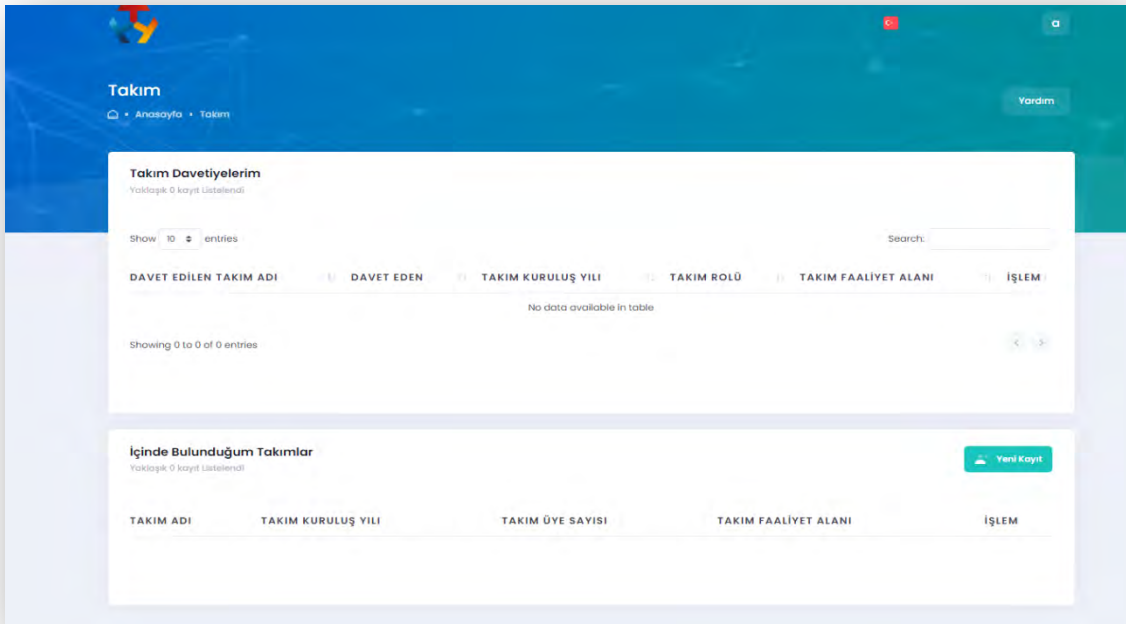 a
Takım
Anasayfa • Takım
Yardım
Takım Davetiyelerim
Yaklaşık 0 kayıt Listelendi
Show 10 entries
Search:
DAVET EDİLEN TAKIM ADI DAVET EDEN TAKIM KURULUŞ YILI TAKIM ROLÜ TAKIM FAALİYET ALANI İŞLEM
No data available in table
Showing 0 to 0 of 0 entries
İçinde Bulunduğum Takımlar
Yaklaşık 0 kayıt Listelendi
Yeni Kayıt
TAKIM ADI TAKIM KURULUŞ YILI TAKIM ÜYE SAYISI TAKIM FAALİYET ALANI İŞLEM